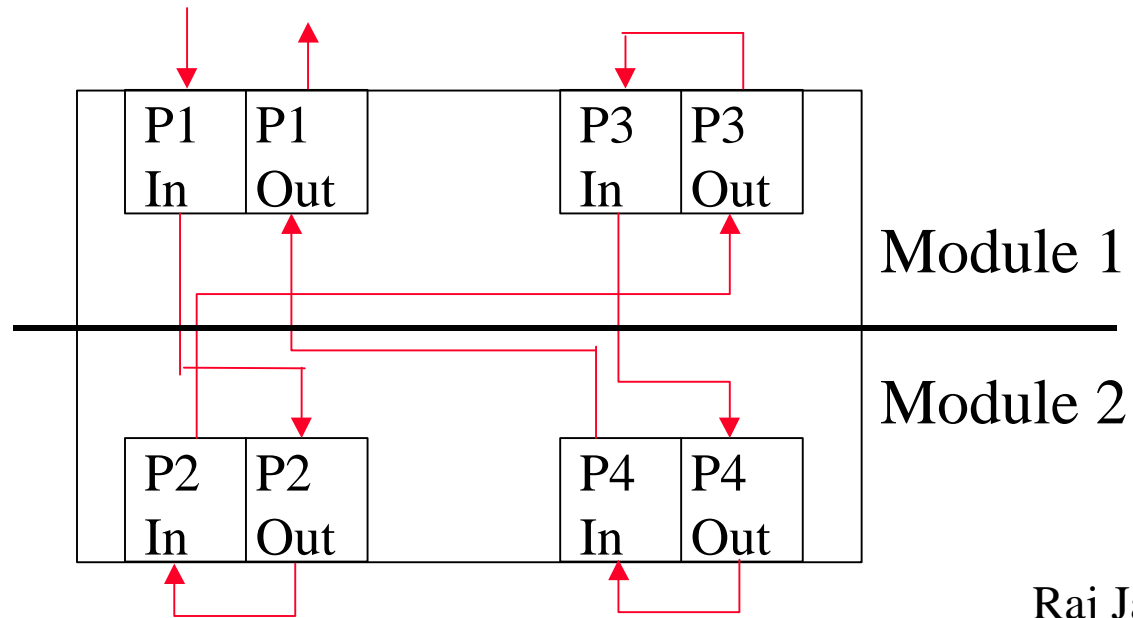 P1 P1 P3 P3
In Out In Out
Module 1
Module 2
P2 P2 P4 P4
In Out In Out
Raj